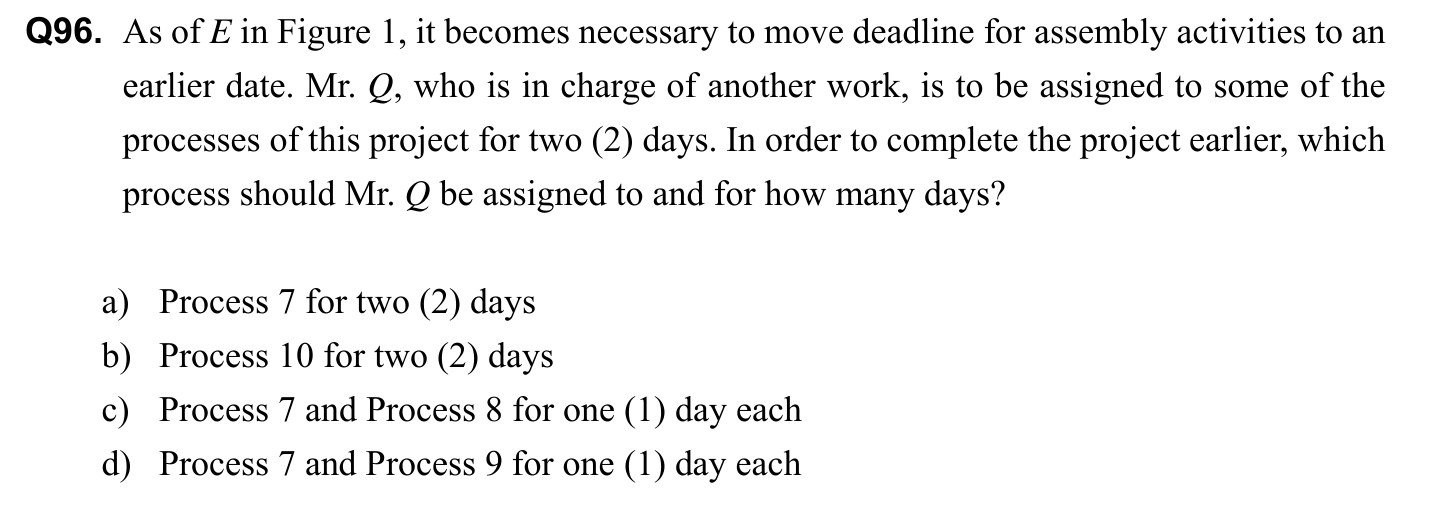 Q96. As of E in Figure 1, it becomes necessary to move deadline for assembly activities to an
earlier date. Mr. Q, who is in charge of another work, is to be assigned to some of the
processes of this project for two (2) days. In order to complete the project earlier, which
process should Mr. Q be assigned to and for how many days?
a) Process 7 for two (2) days
b) Process 10 for two (2) days
c) Process 7 and Process 8 for one (1) day each
d) Process 7 and Process 9 for one (1) day each